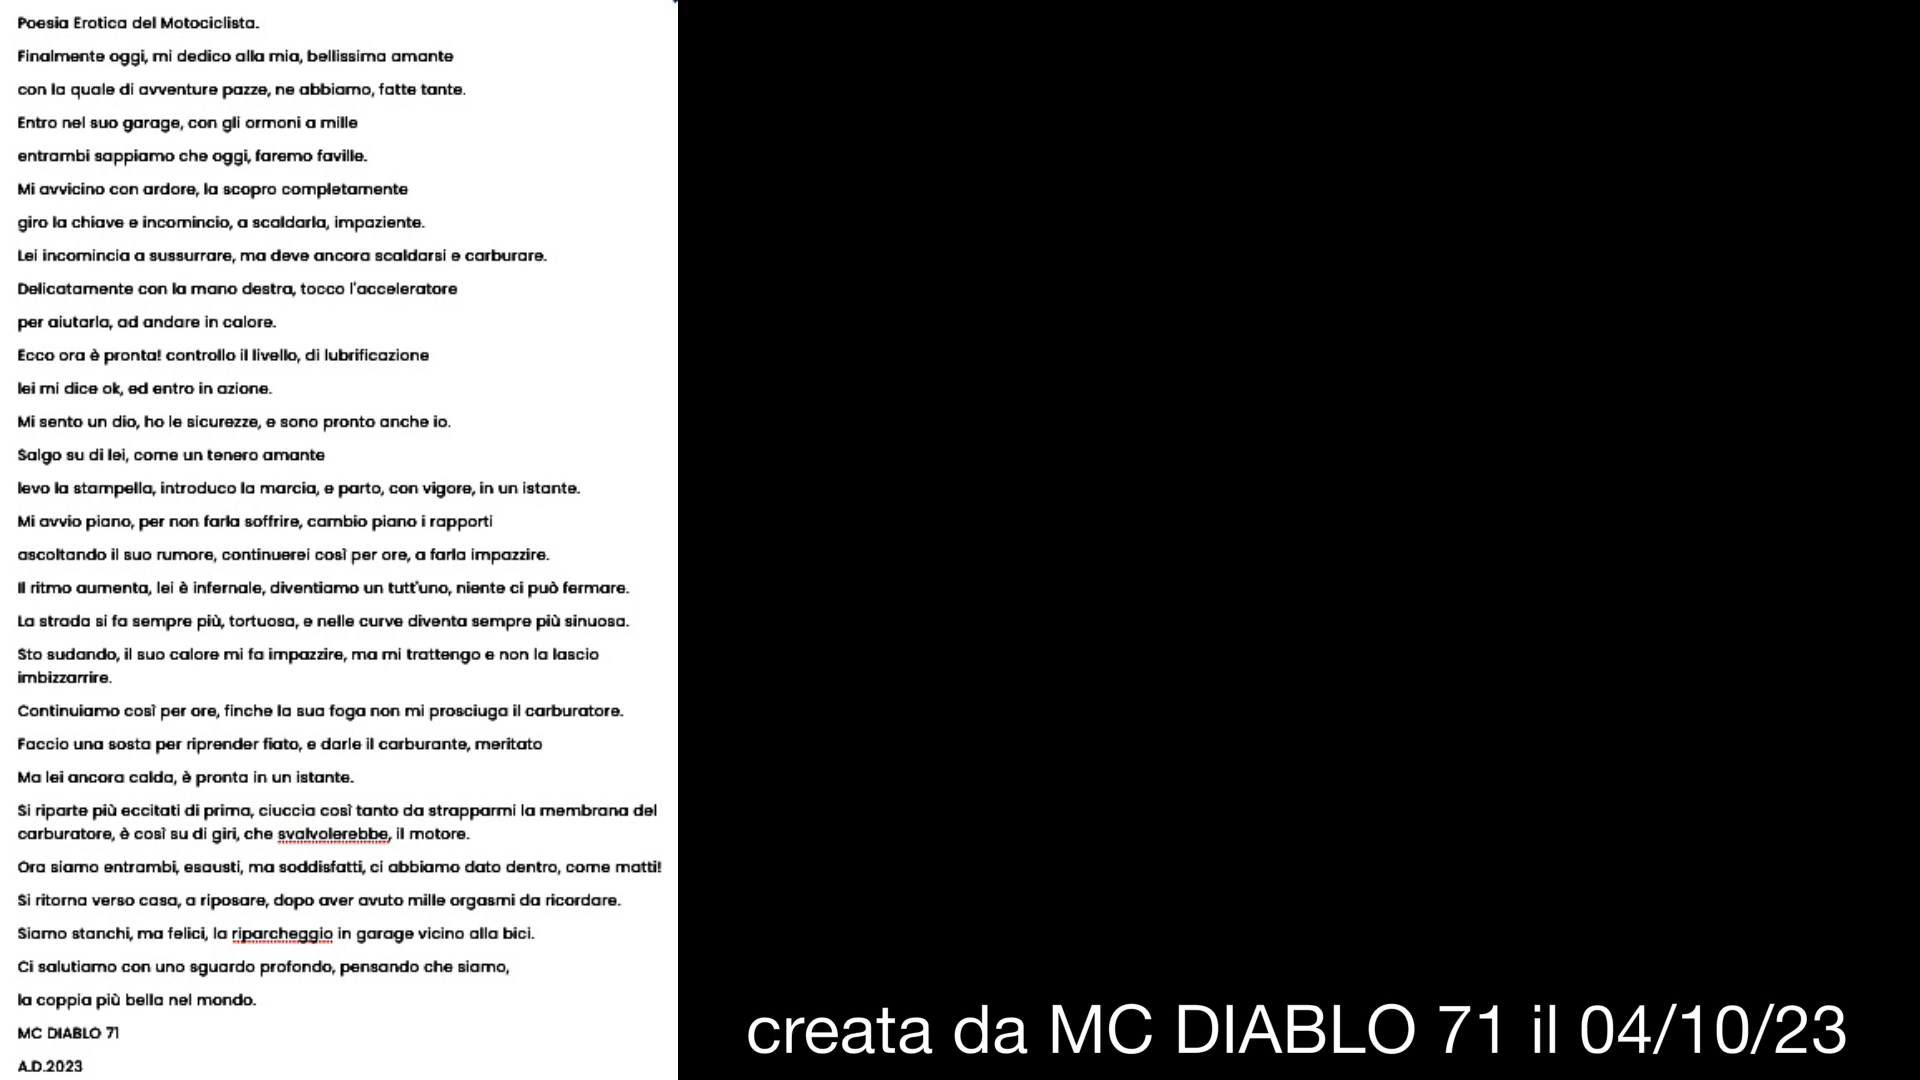 Poesia Erotica del Motociclista.
Finalmente oggi, mi dedico alla mia, bellissima amante
con la quale di avventure pazze, ne abbiamo, fatte tante.
Entro nel suo garage, con gli ormoni a mille
entrambi sappiamo che oggi, faremo faville.
Mi avvicino con ardore, la scopro completamente
giro la chiave e incomincio, a scaldarla, impaziente.
Lei incomincia a sussurrare, ma deve ancora scaldarsi e carburare.
Delicatamente con la mano destra, tocco l'acceleratore
per aiutarla, ad andare in calore.
Ecco ora è pronta! controllo il livello, di lubrificazione
lei mi dice ok, ed entro in azione.
Mi sento un dio, ho le sicurezze, e sono pronto anche io.
Salgo su di lei, come un tenero amante
levo la stampella, introduco la marcia, e parto, con vigore, in un istante.
Mi avvio piano, per non farla soffrire, cambio piano i rapporti
ascoltando il suo rumore, continuerei così per ore, a farla impazzire.
Il ritmo aumenta, lei è infernale, diventiamo un tutt'uno, niente ci può fermare.
La strada si fa sempre più, tortuosa, e nelle curve diventa sempre più sinuosa.
Sto sudando, il suo calore mi fa impazzire, ma mi trattengo e non la lascio
imbizzarrire.
Continuiamo così per ore, finche la sua foga non mi prosciuga il carburatore.
Faccio una sosta per riprender fiato, e darle il carburante, meritato
Ma lei ancora calda, è pronta in un istante.
Si riparte più eccitati di prima, ciuccia così tanto da strapparmi la membrana del
carburatore, è così su di giri, che svalvolerebbe, il motore.
Ora siamo entrambi, esausti, ma soddisfatti, ci abbiamo dato dentro, come matti!
Si ritorna verso casa, a riposare, dopo aver avuto mille orgasmi da ricordare.
Siamo stanchi, ma felici, la riparcheggio in garage vicino alla bici.
Ci salutiamo con uno sguardo profondo, pensando che siamo,
la coppia più bella nel mondo.
MC DIABLO 71
A.D.2023
creata da MC DIABLO 71 il 04/10/23